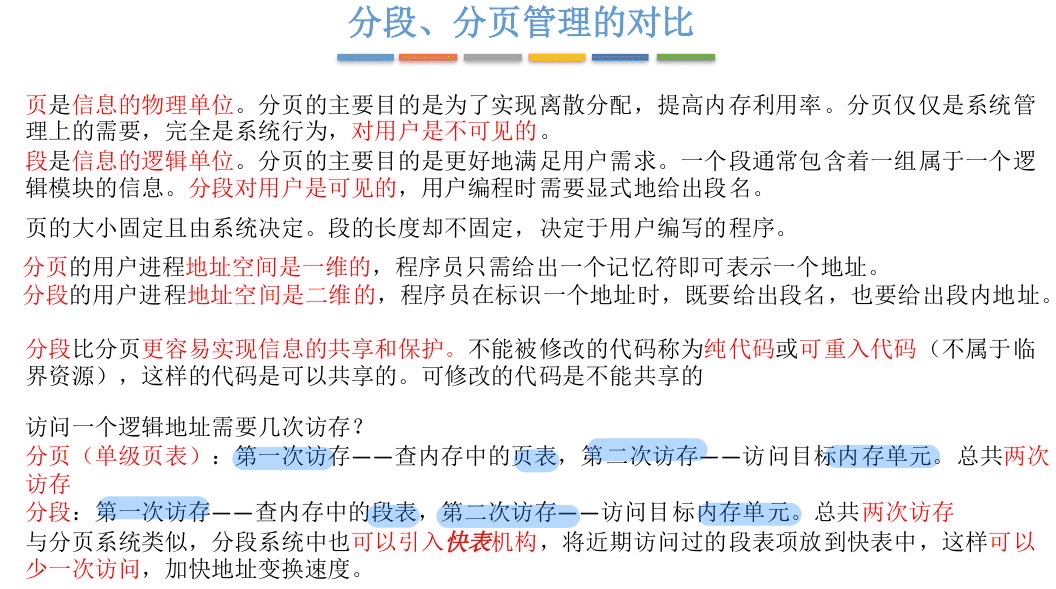 分段、分页管理的对比
页是信息的物理单位。分页的主要目的是为了实现离散分配，提高内存利用率。分页仅仅是系统管
理上的需要，完全是系统行为，对用户是不可见的。
段是信息的逻辑单位。分页的主要目的是更好地满足用户需求。一个段通常包含着一组属于一个逻
辑模块的信息。分段对用户是可见的，用户编程时需要显式地给出段名。
页的大小固定且由系统决定。段的长度却不固定，决定于用户编写的程序。
分页的用户进程地址空间是一维的，程序员只需给出一个记忆符即可表示一个地址。
分段的用户进程地址空间是二维的，程序员在标识一个地址时，既要给出段名，也要给出段内地址。
分段比分页更容易实现信息的共享和保护。不能被修改的代码称为纯代码或可重入代码（不属于临
界资源），这样的代码是可以共享的。可修改的代码是不能共享的
访问一个逻辑地址需要几次访存？
分页（单级页表）：第一次访存——查内存中的页表，第二次访存——访问目标内存单元。总共两次
访存
分段：第一次访存——查内存中的段表，第二次访存——访问目标内存单元。总共两次访存
与分页系统类似，分段系统中也可以引入快表机构，将近期访问过的段表项放到快表中，这样可以
少一次访问，加快地址变换速度。